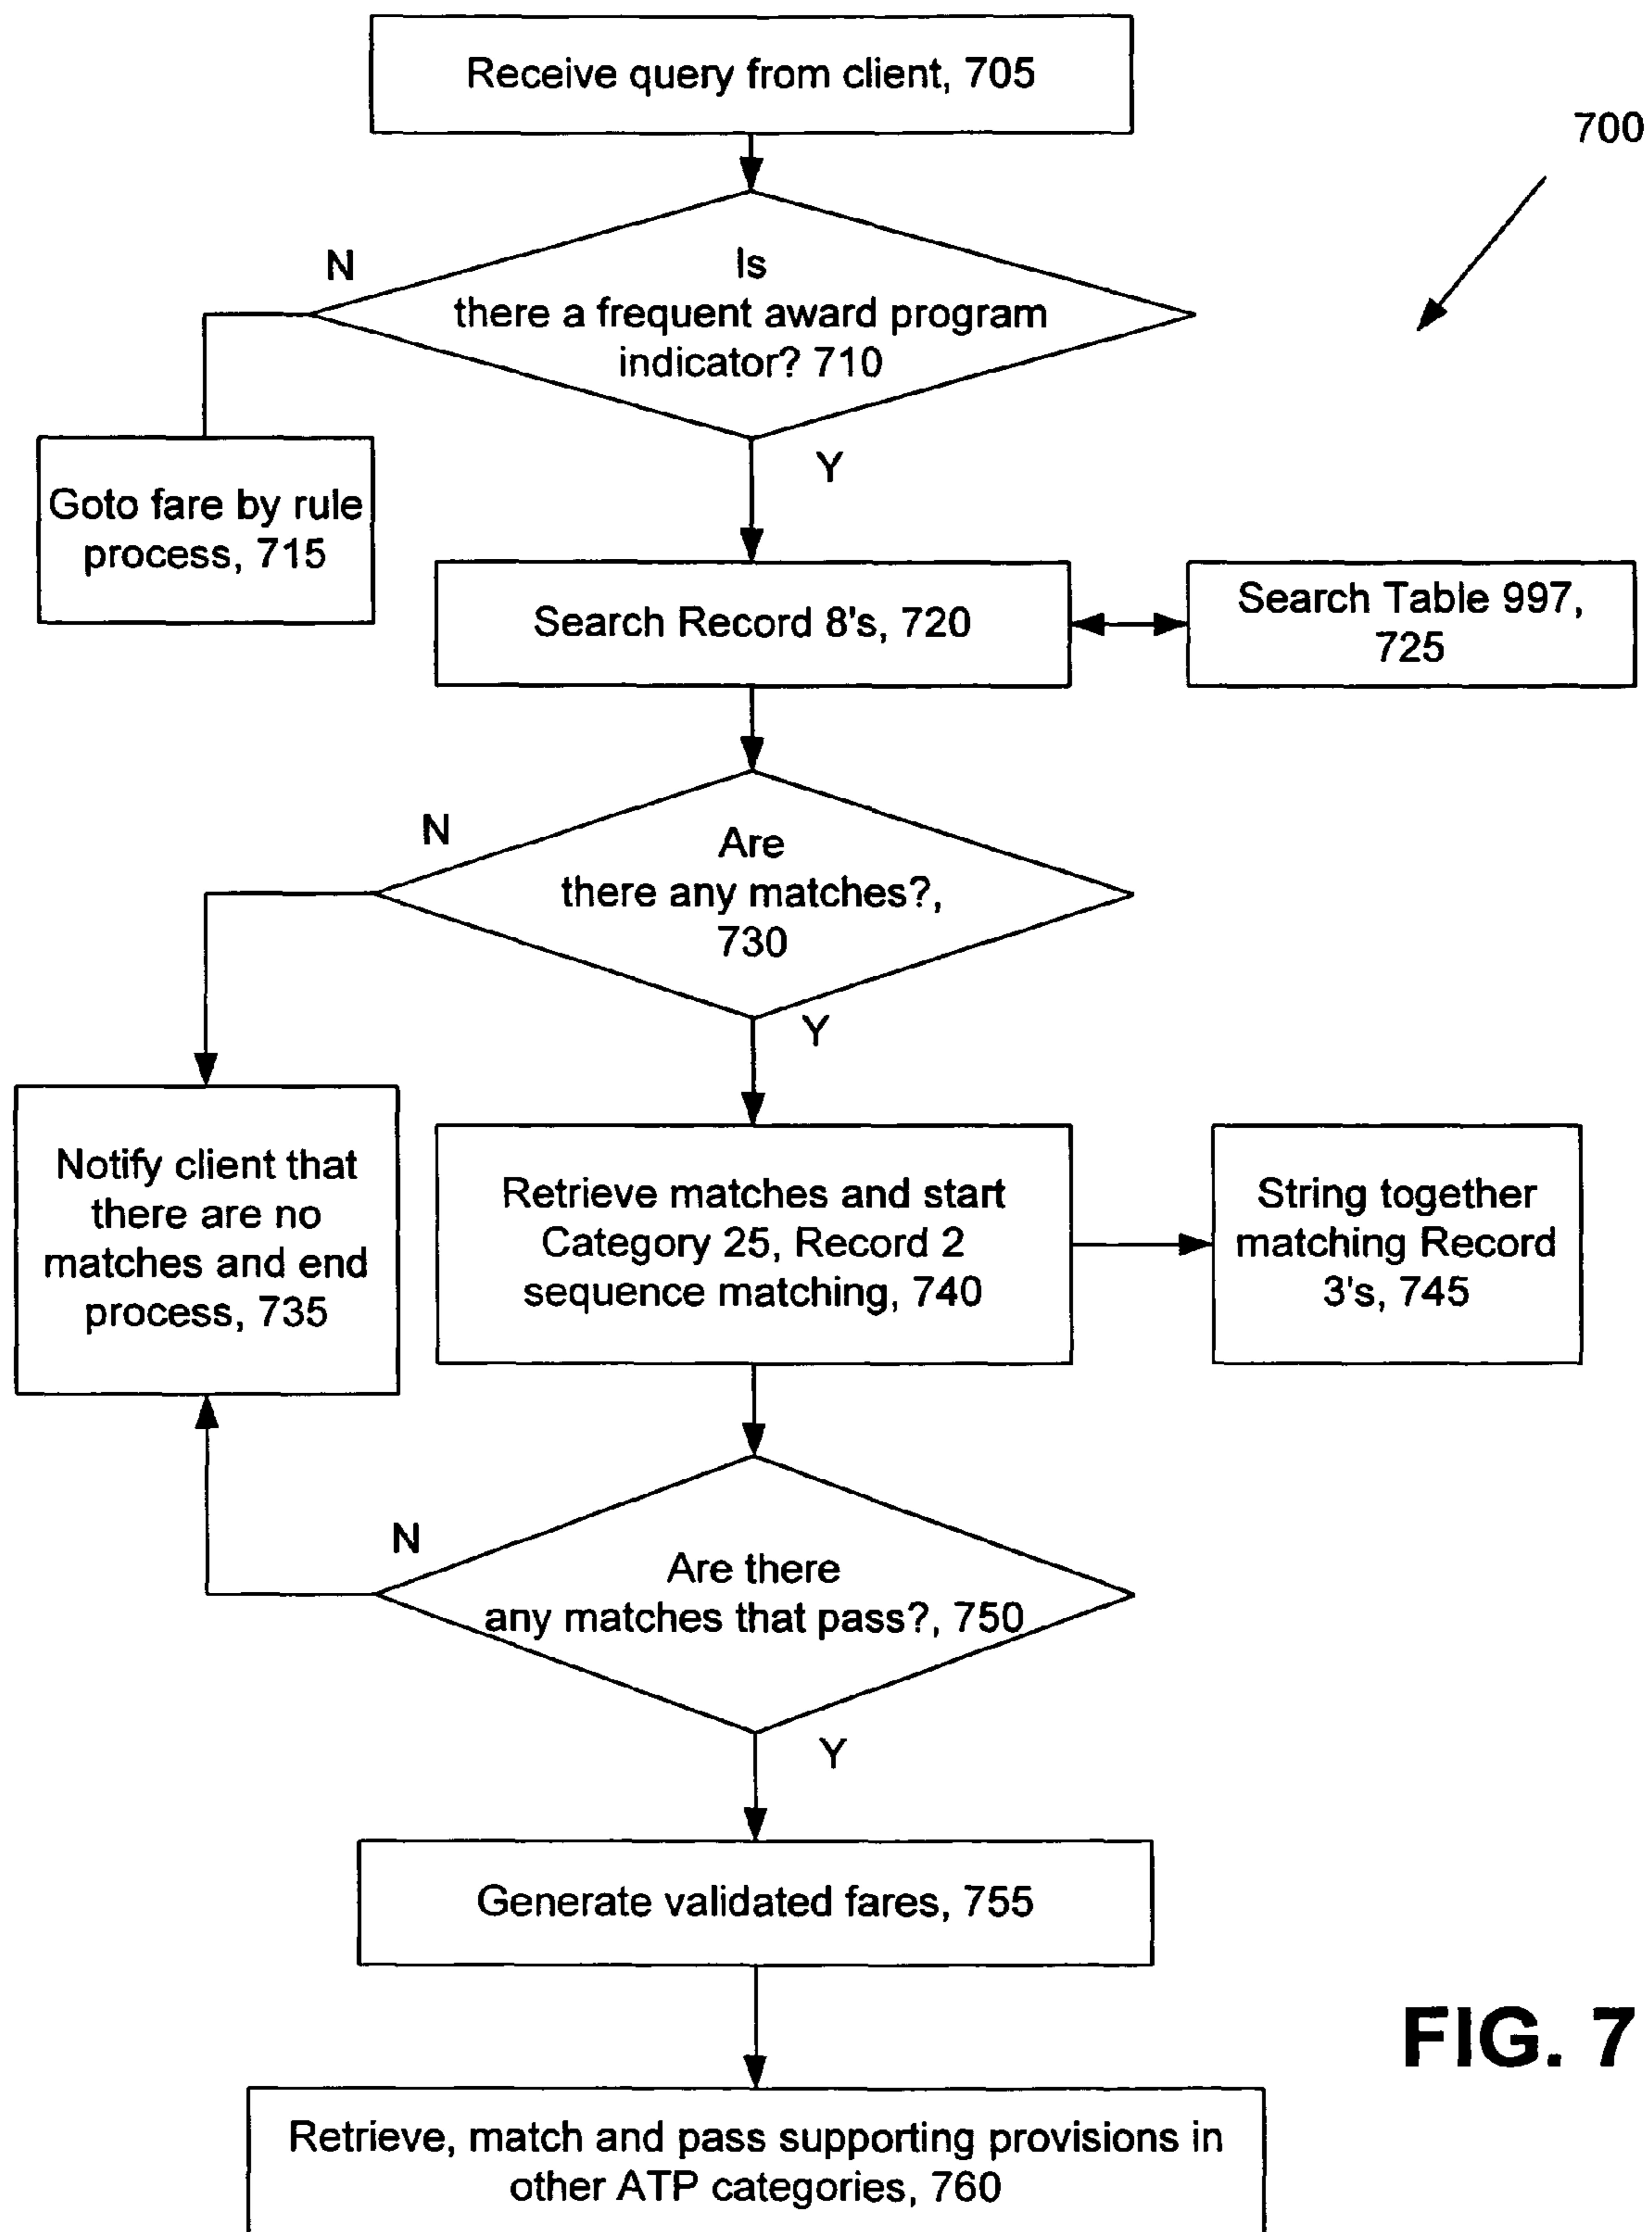 Receive query from client, 705
700
N
Is
there a frequent award program
indicator? 710
Y
Goto fare by rule
process, 715
Search Record 8's, 720
Search Table 997,
725
N
Are
there any matches?,
730
Y
Notify client that
there are no
matches and end
process, 735
Retrieve matches and start
Category 25, Record 2
sequence matching, 740
String together
matching Record
3's, 745
N
Are there
any matches that pass?, 750
Y
Generate validated fares, 755
FIG. 7
Retrieve, match and pass supporting provisions in
other ATP categories, 760